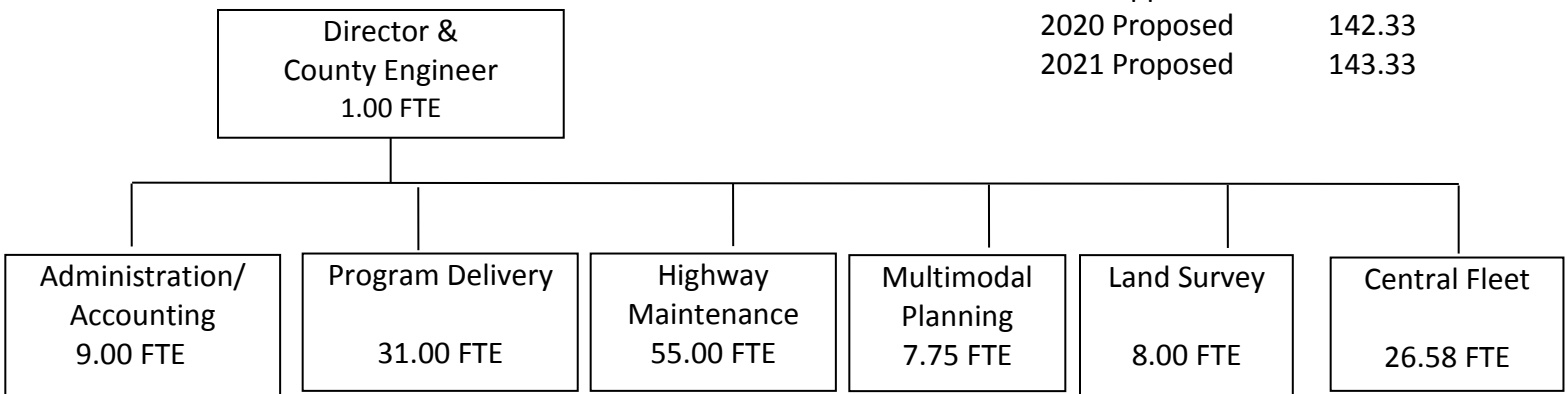 2020 Proposed 142.33
2021 Proposed 143.33
Director &
County Engineer
1.00 FTE
Administration/
Accounting
9.00 FTE
Program Delivery
31.00 FTE
Highway
Maintenance
55.00 FTE
Multimodal
Planning
7.75 FTE
Land Survey
8.00 FTE
Central Fleet
26.58 FTE